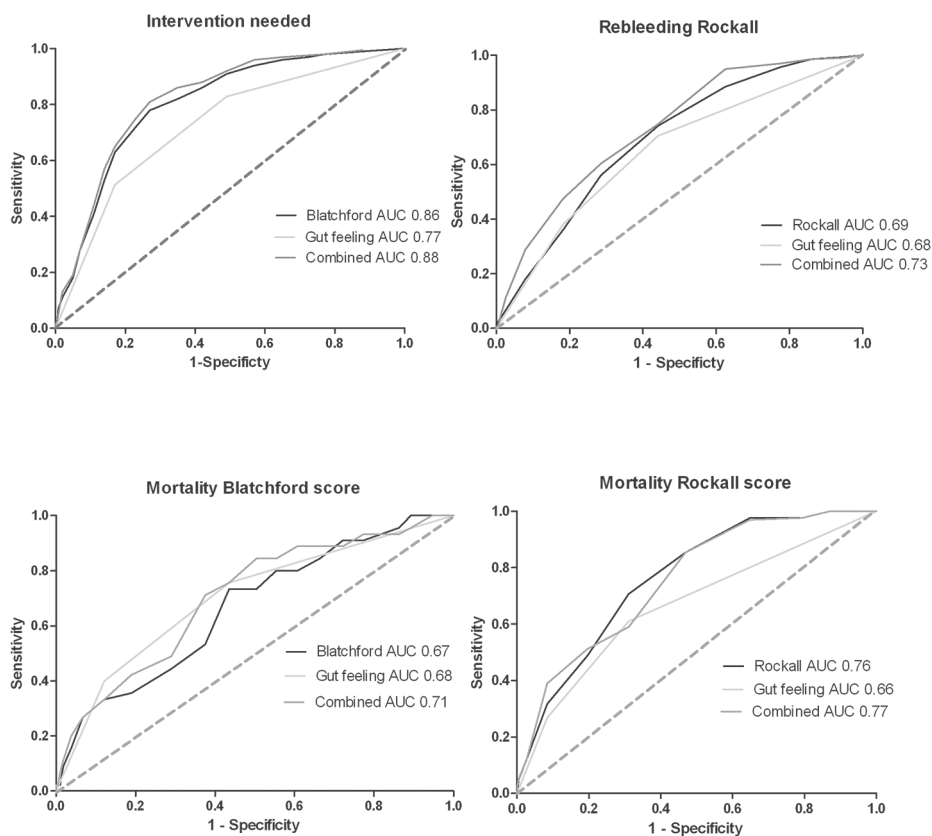 Intervention needed
1.0
0.8
0.6
0.4
0.2
0.0
Sensitivity
Blatchford AUC 0.86
Gut feeling AUC 0.77
Combined AUC 0.88
0.0 0.2 0.4 0.6 0.8 1.0
1-Specificty
Rebleeding Rockall
1.0
0.8
0.6
0.4
0.2
0.0
Sensitivity
Rockall AUC 0.69
Gut feeling AUC 0.68
Combined AUC 0.73
0.0 0.2 0.4 0.6 0.8 1.0
1 - Specificty
Mortality Blatchford score
1.0
0.8
0.6
0.4
0.2
0.0
Sensitivity
Blatchford AUC 0.67
Gut feeling AUC 0.68
Combined AUC 0.71
0.0 0.2 0.4 0.6 0.8 1.0
1 - Specificty
Mortality Rockall score
1.0
0.8
0.6
0.4
0.2
0.0
Sensitivity
Rockall AUC 0.76
Gut feeling AUC 0.66
Combined AUC 0.77
0.0 0.2 0.4 0.6 0.8 1.0
1 - Specificty